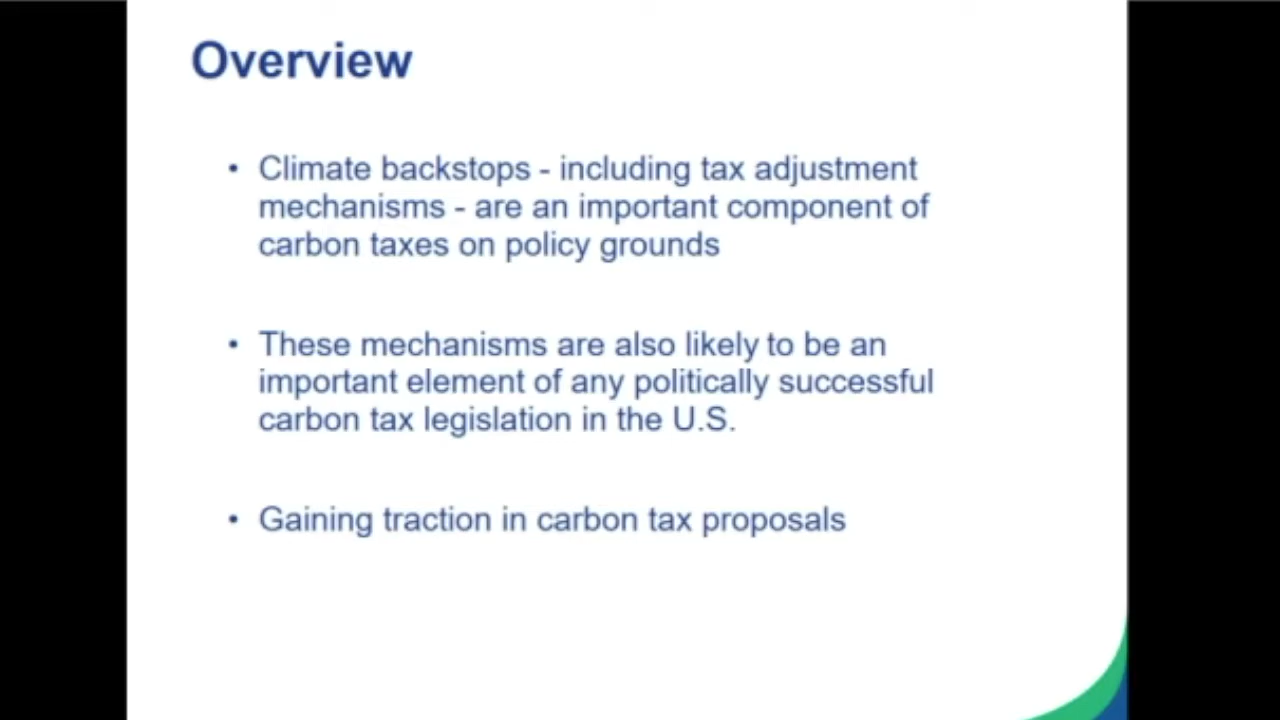 Overview
• Climate backstops - including tax adjustment
mechanisms - are an important component of
carbon taxes on policy grounds
• These mechanisms are also likely to be an
important element of any politically successful
carbon tax legislation in the U.S.
• Gaining traction in carbon tax proposals